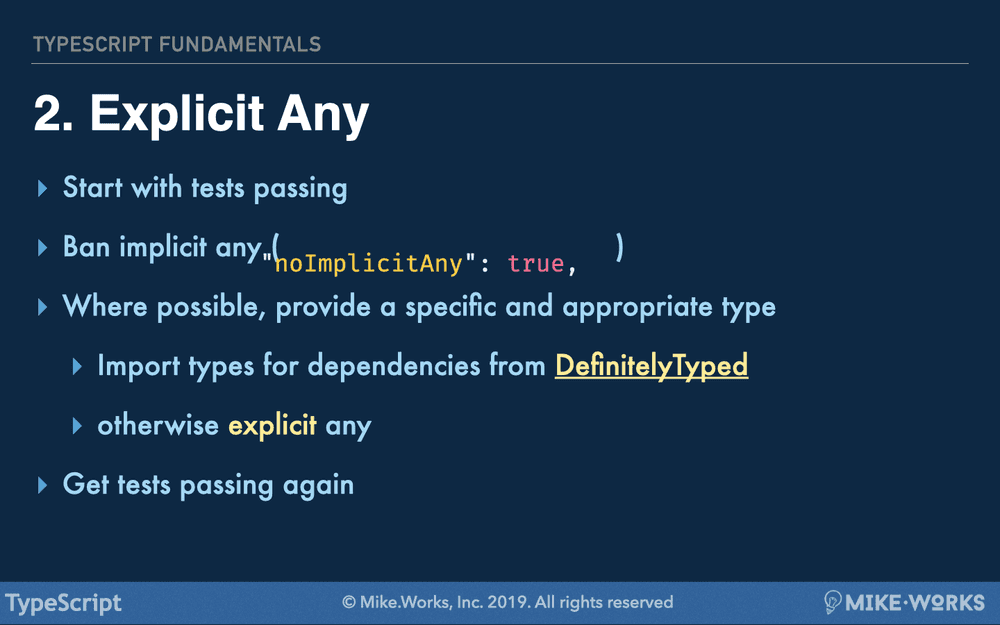 TYPESCRIPT FUNDAMENTALS
2. Explicit Any
Start with tests passing
Ban implicit any ("noImplicitAny": true, )
Where possible, provide a specific and appropriate type
Import types for dependencies from DefinitelyTyped
otherwise explicit any
Get tests passing again
TypeScript
© Mike.Works, Inc. 2019. All rights reserved
MIKE·WORKS